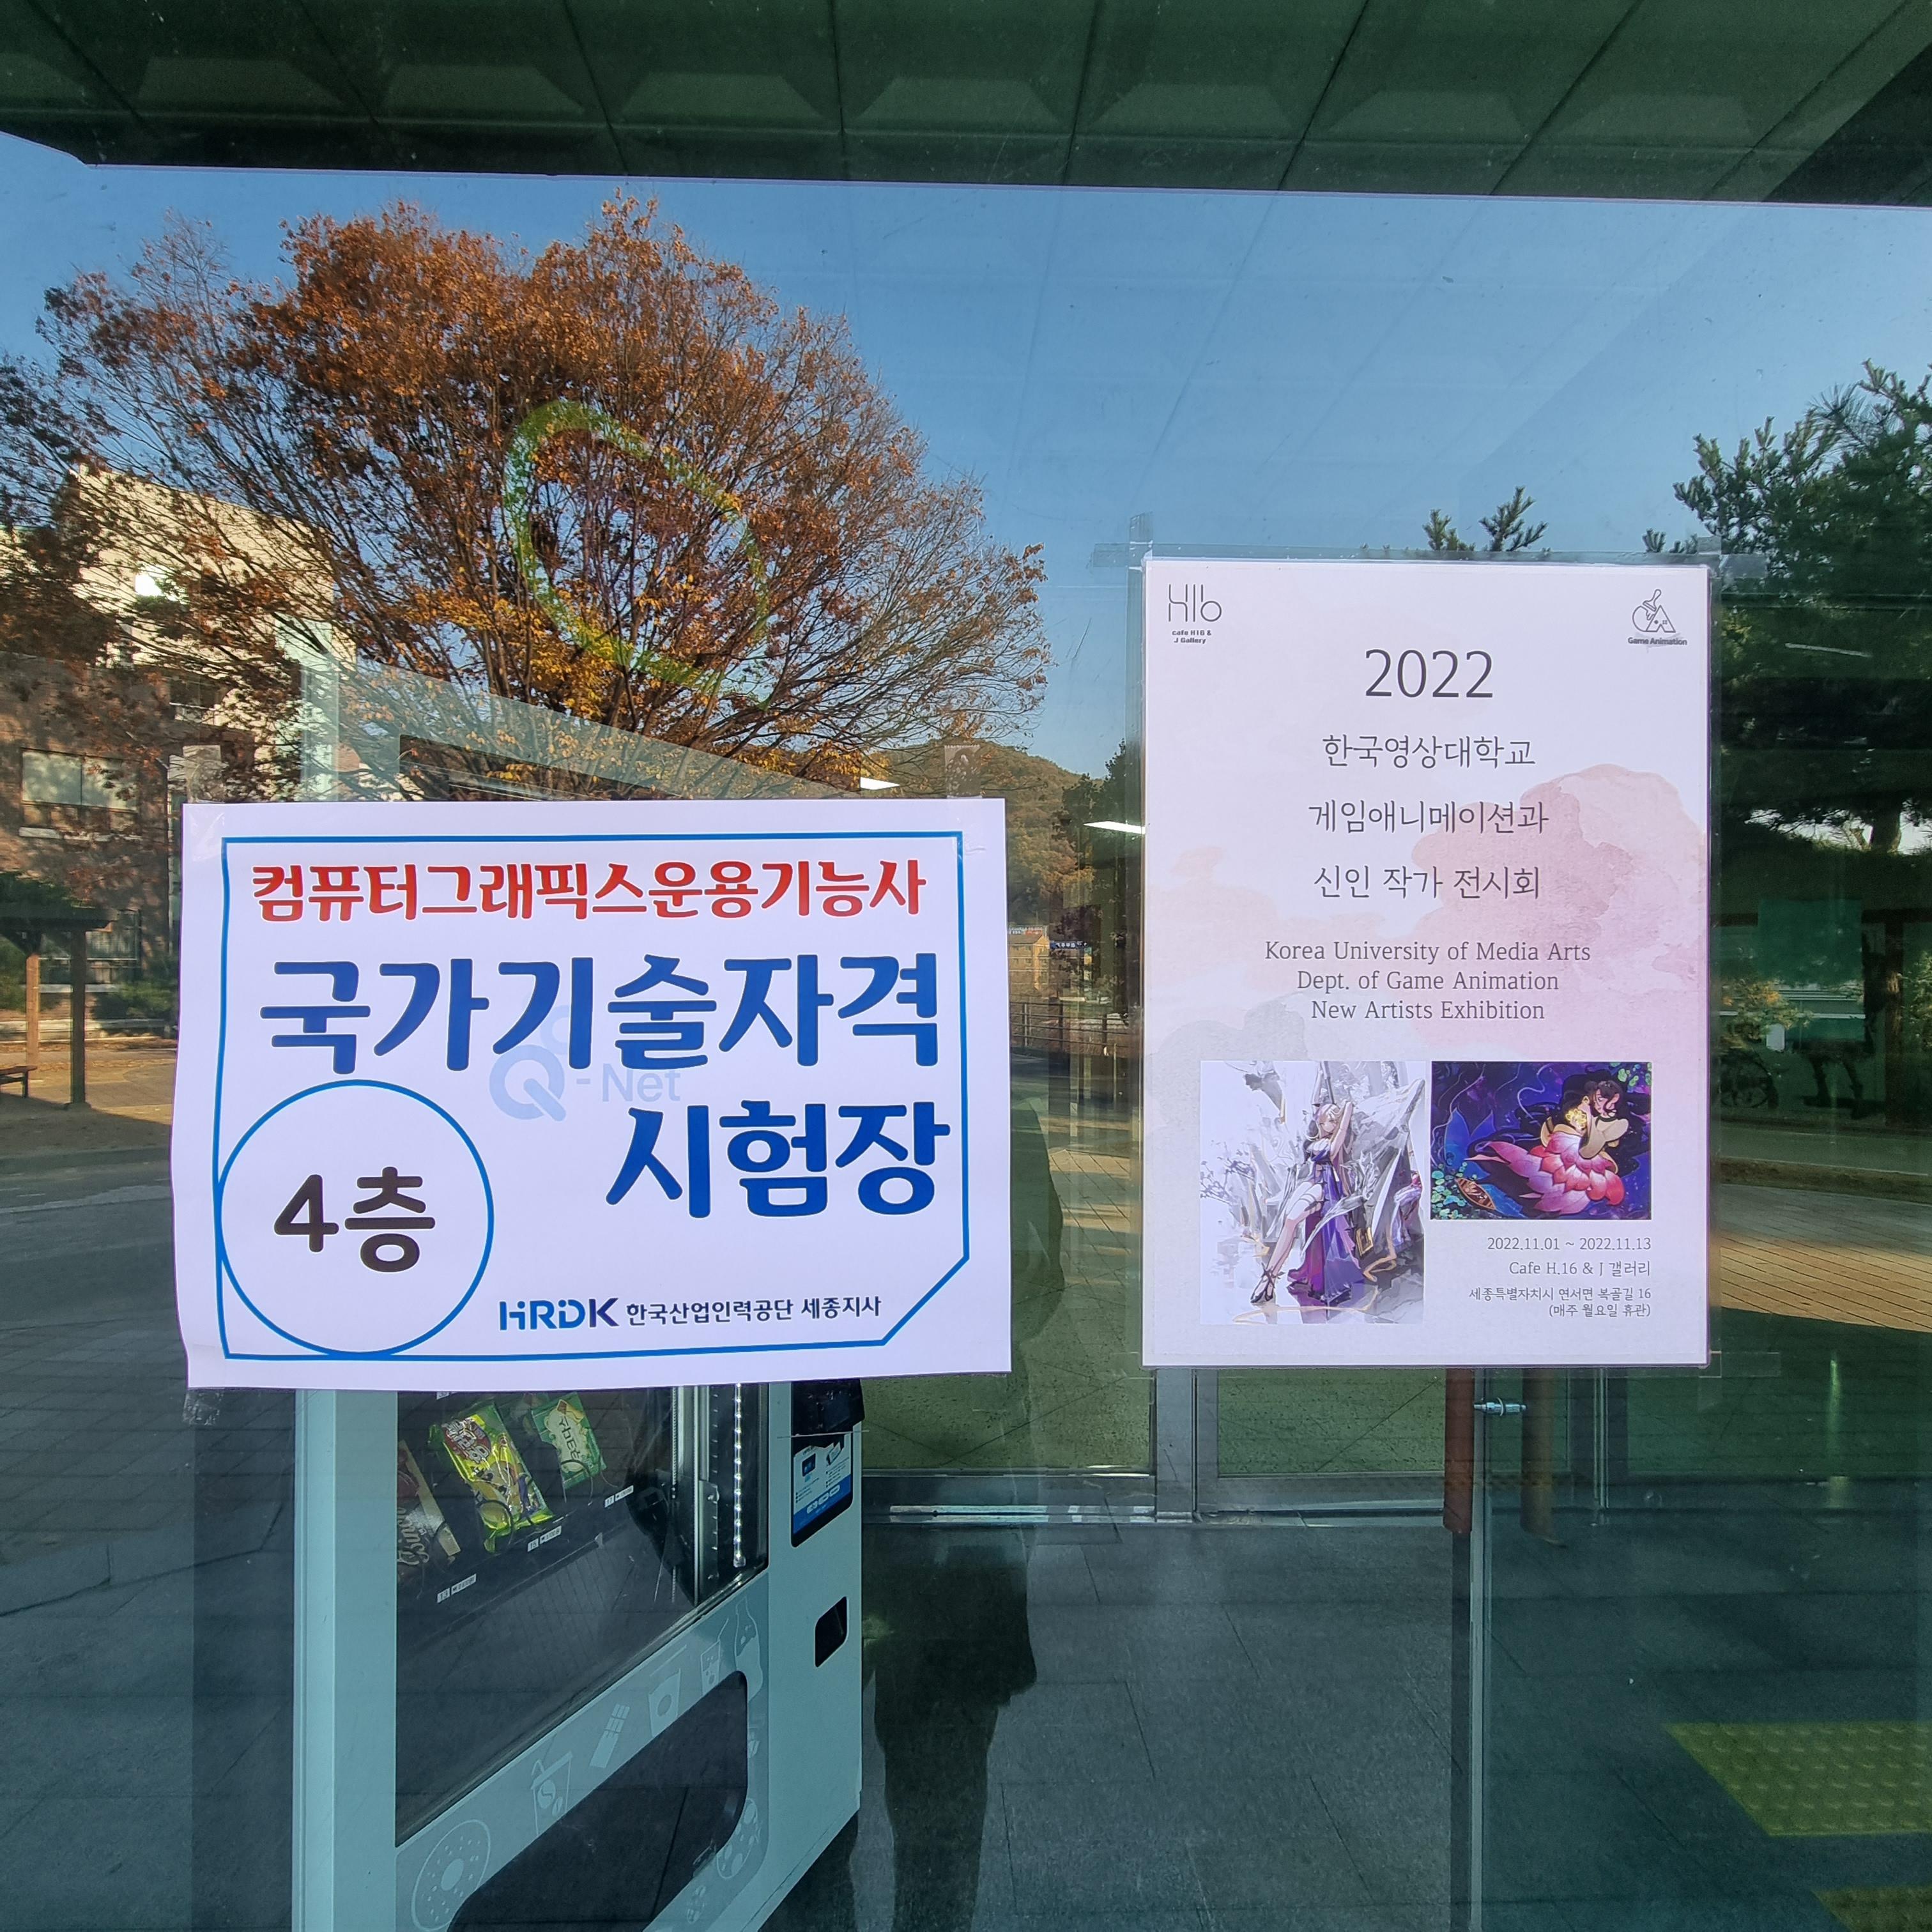 컴퓨터그래픽스운용기능사
국가기술자격
Q-Net
시험장
4층
HRDK 한국산업인력공단 세종지사
H16
cafe H16 &
J Gallery
Game Animation
2022
한국영상대학교
게임애니메이션과
신인 작가 전시회
Korea University of Media Arts
Dept. of Game Animation
New Artists Exhibition
2022.11.01 ~ 2022.11.13
Cafe H.16 & J 갤러리
세종특별자치시 연서면 복골길 16
(매주 월요일 휴관)